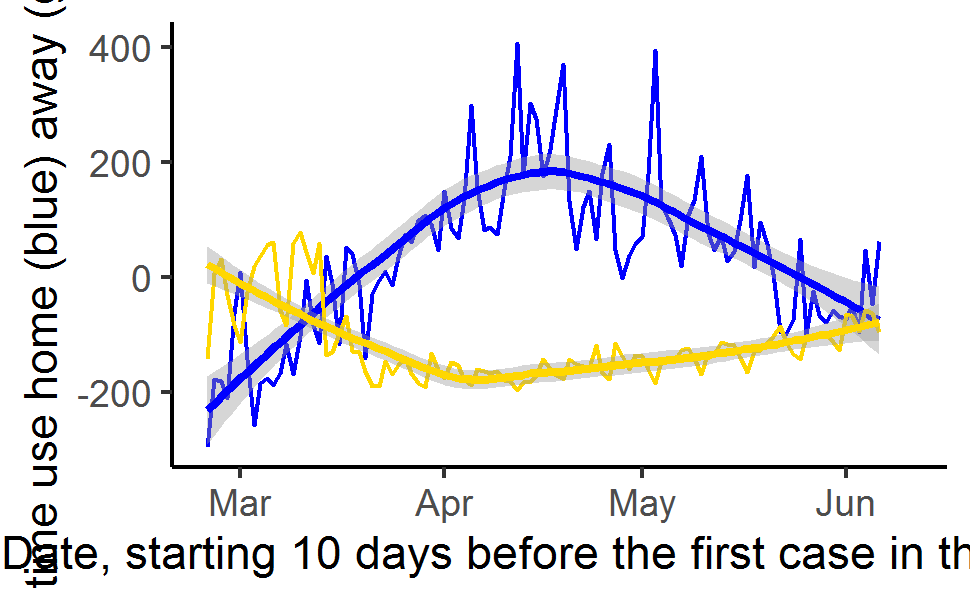 time use home (blue) away (
400
200
0
-200
Mar Apr May Jun
Date, starting 10 days before the first case in th